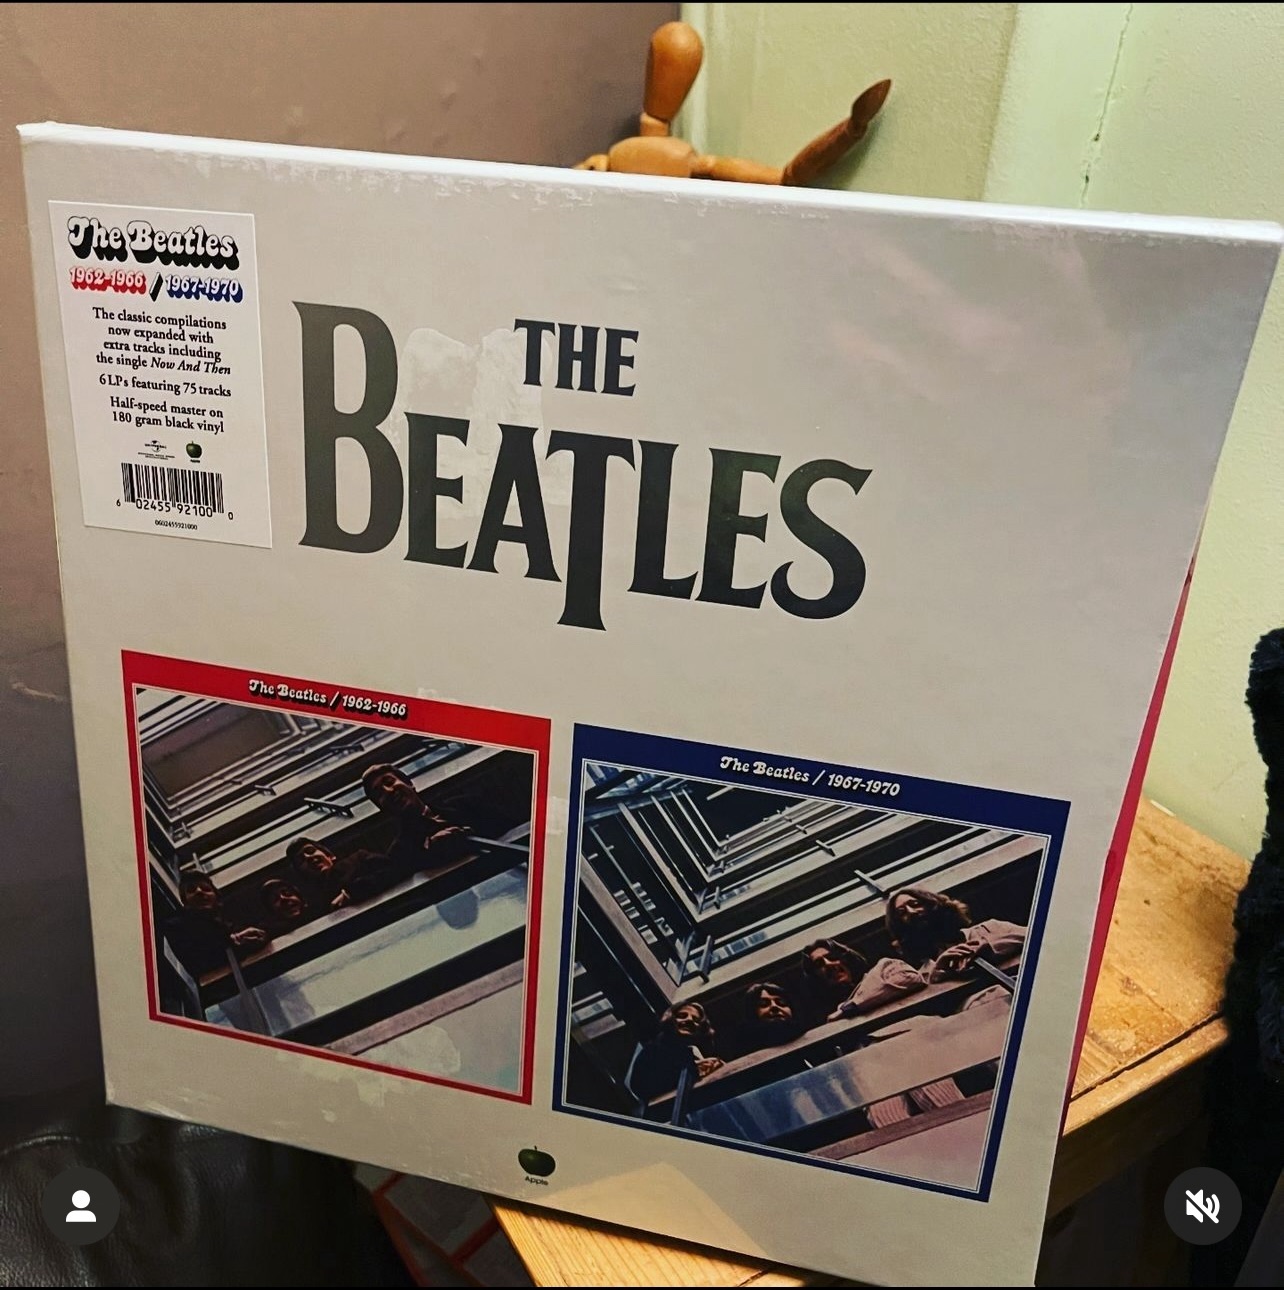 The Beatles
1962-1966 / 1967-1970
The classic compilations
now expanded with
extra tracks including
the single Now And Then
6 LPs featuring 75 tracks
Half-speed master on
180 gram black vinyl
Apple
6 02455 92100 0
0602455921000
THE
BEATLES
The Beatles / 1962-1966
The Beatles / 1967-1970
Apple